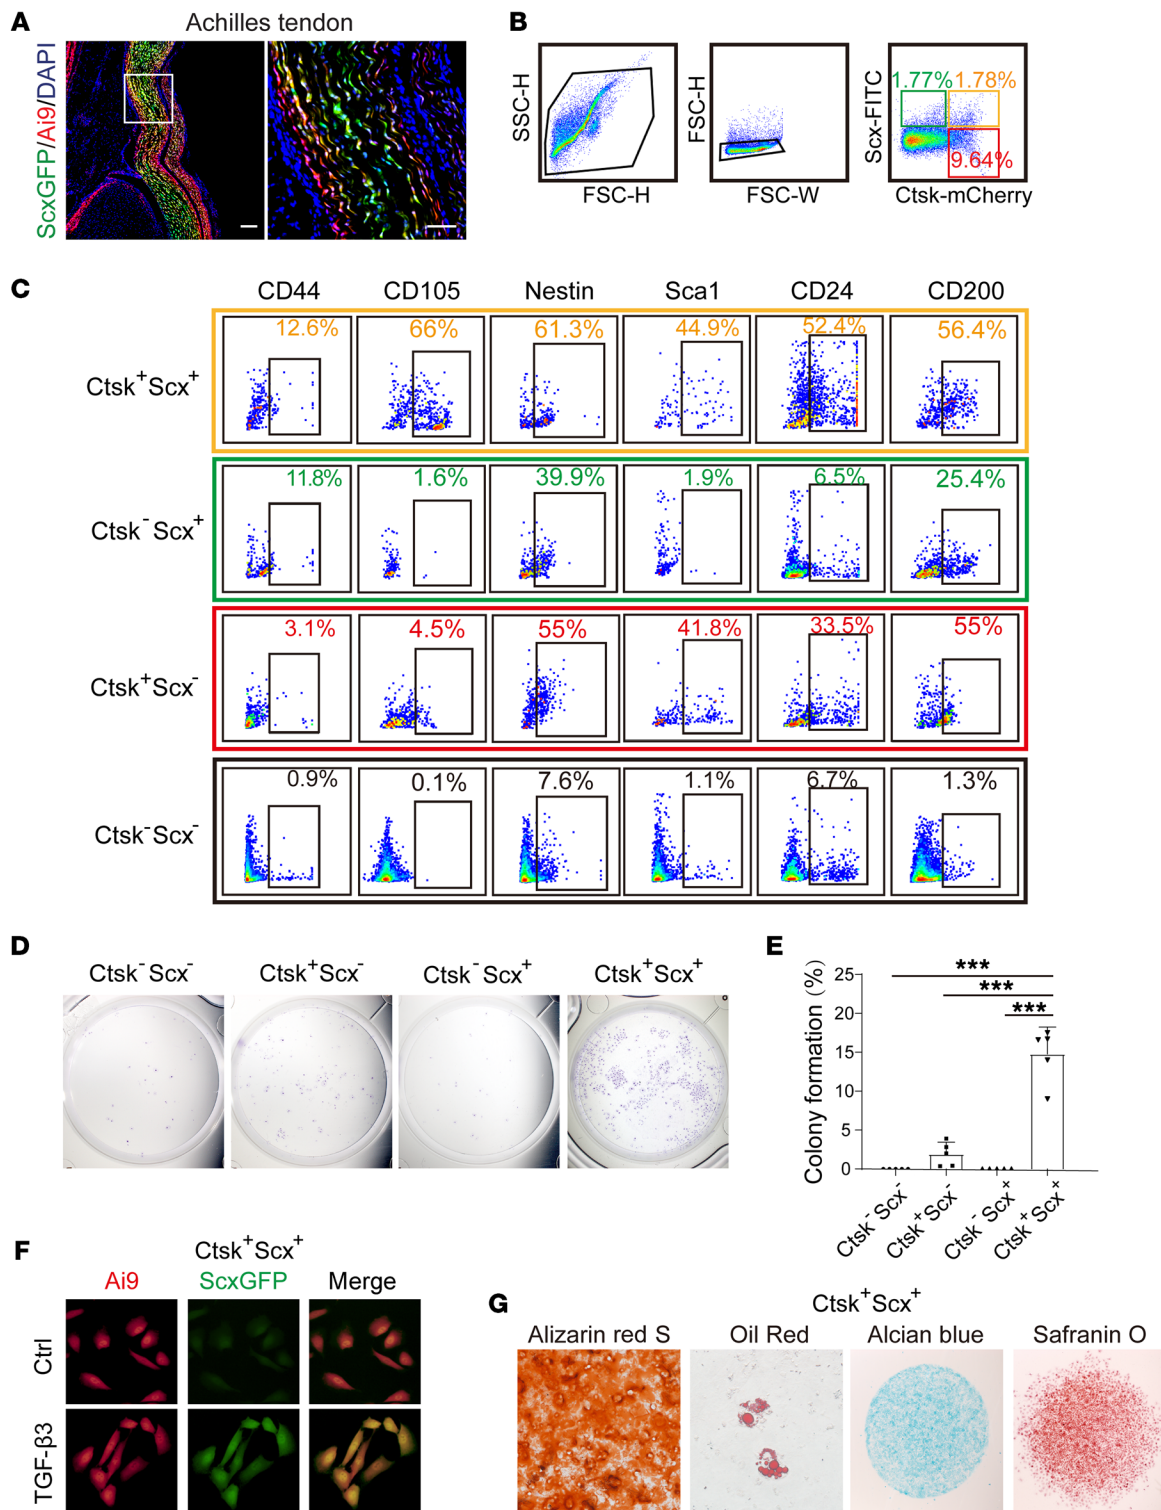 A
Achilles tendon
ScxGFP/Ai9/DAPI
B
SSC-H
FSC-H
FSC-H
FSC-W
Scx-FITC
1.77%
1.78%
9.64%
Ctsk-mCherry
C
CD44 CD105 Nestin Sca1 CD24 CD200
Ctsk⁺Scx⁺
12.6% 66% 61.3% 44.9% 52.4% 56.4%
Ctsk⁻Scx⁺
11.8% 1.6% 39.9% 1.9% 6.5% 25.4%
Ctsk⁺Scx⁻
3.1% 4.5% 55% 41.8% 33.5% 55%
Ctsk⁻Scx⁻
0.9% 0.1% 7.6% 1.1% 6.7% 1.3%
D
Ctsk⁻Scx⁻ Ctsk⁺Scx⁻ Ctsk⁻Scx⁺ Ctsk⁺Scx⁺
E
Colony formation (%)
25
20
15
10
5
0
***
***
***
Ctsk⁻Scx⁻
Ctsk⁺Scx⁻
Ctsk⁻Scx⁺
Ctsk⁺Scx⁺
F
Ctsk⁺Scx⁺
Ai9 ScxGFP Merge
Ctrl
TGF-β3
G
Ctsk⁺Scx⁺
Alizarin red S Oil Red Alcian blue Safranin O